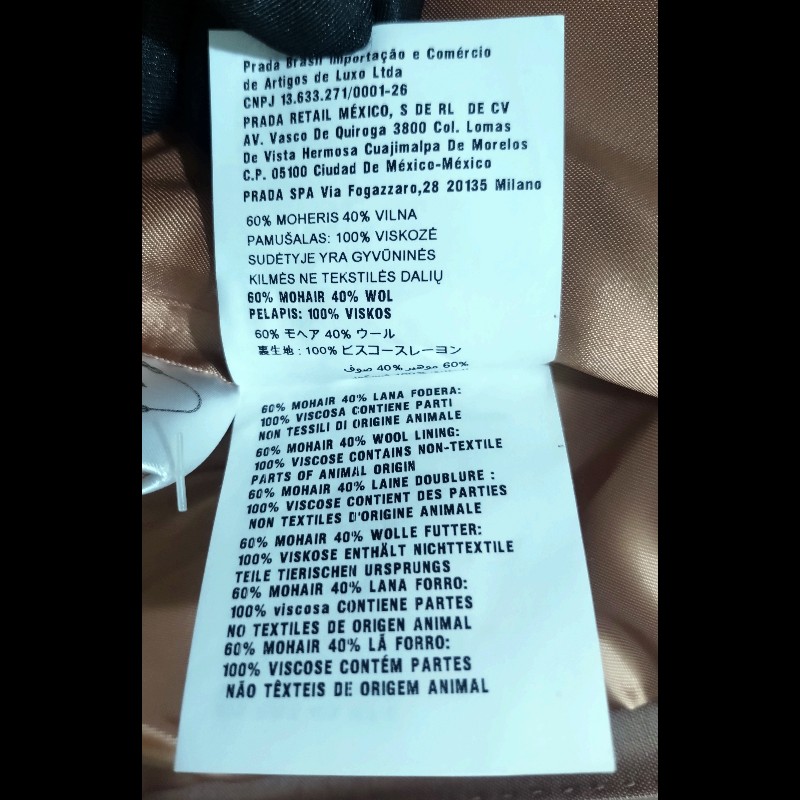 Prada Brasil Importação e Comércio
de Artigos de Luxo Ltda
CNPJ 13.633.271/0001-26
PRADA RETAIL MÉXICO, S DE RL DE CV
AV. Vasco De Quiroga 3800 Col. Lomas
De Vista Hermosa Cuajimalpa De Morelos
C.P. 05100 Ciudad De México-México
PRADA SPA Via Fogazzaro,28 20135 Milano
60% MOHERIS 40% VILNA
PAMUŠALAS: 100% VISKOZĖ
SUDĖTYJE YRA GYVŪNINĖS
KILMĖS NE TEKSTILĖS DALIŲ
60% MOHAIR 40% WOL
PELAPIS: 100% VISKOS
60% モヘア 40% ウール
裏生地 : 100% ビスコースレーヨン
60% موهير 40% صوف
60% MOHAIR 40% LANA FODERA:
100% VISCOSA CONTIENE PARTI
NON TESSILI DI ORIGINE ANIMALE
60% MOHAIR 40% WOOL LINING:
100% VISCOSE CONTAINS NON-TEXTILE
PARTS OF ANIMAL ORIGIN
60% MOHAIR 40% LAINE DOUBLURE :
100% VISCOSE CONTIENT DES PARTIES
NON TEXTILES D'ORIGINE ANIMALE
60% MOHAIR 40% WOLLE FUTTER:
100% VISKOSE ENTHÄLT NICHTTEXTILE
TEILE TIERISCHEN URSPRUNGS
60% MOHAIR 40% LANA FORRO:
100% viscosa CONTIENE PARTES
NO TEXTILES DE ORIGEN ANIMAL
60% MOHAIR 40% LÃ FORRO:
100% VISCOSE CONTÉM PARTES
NÃO TÊXTEIS DE ORIGEM ANIMAL